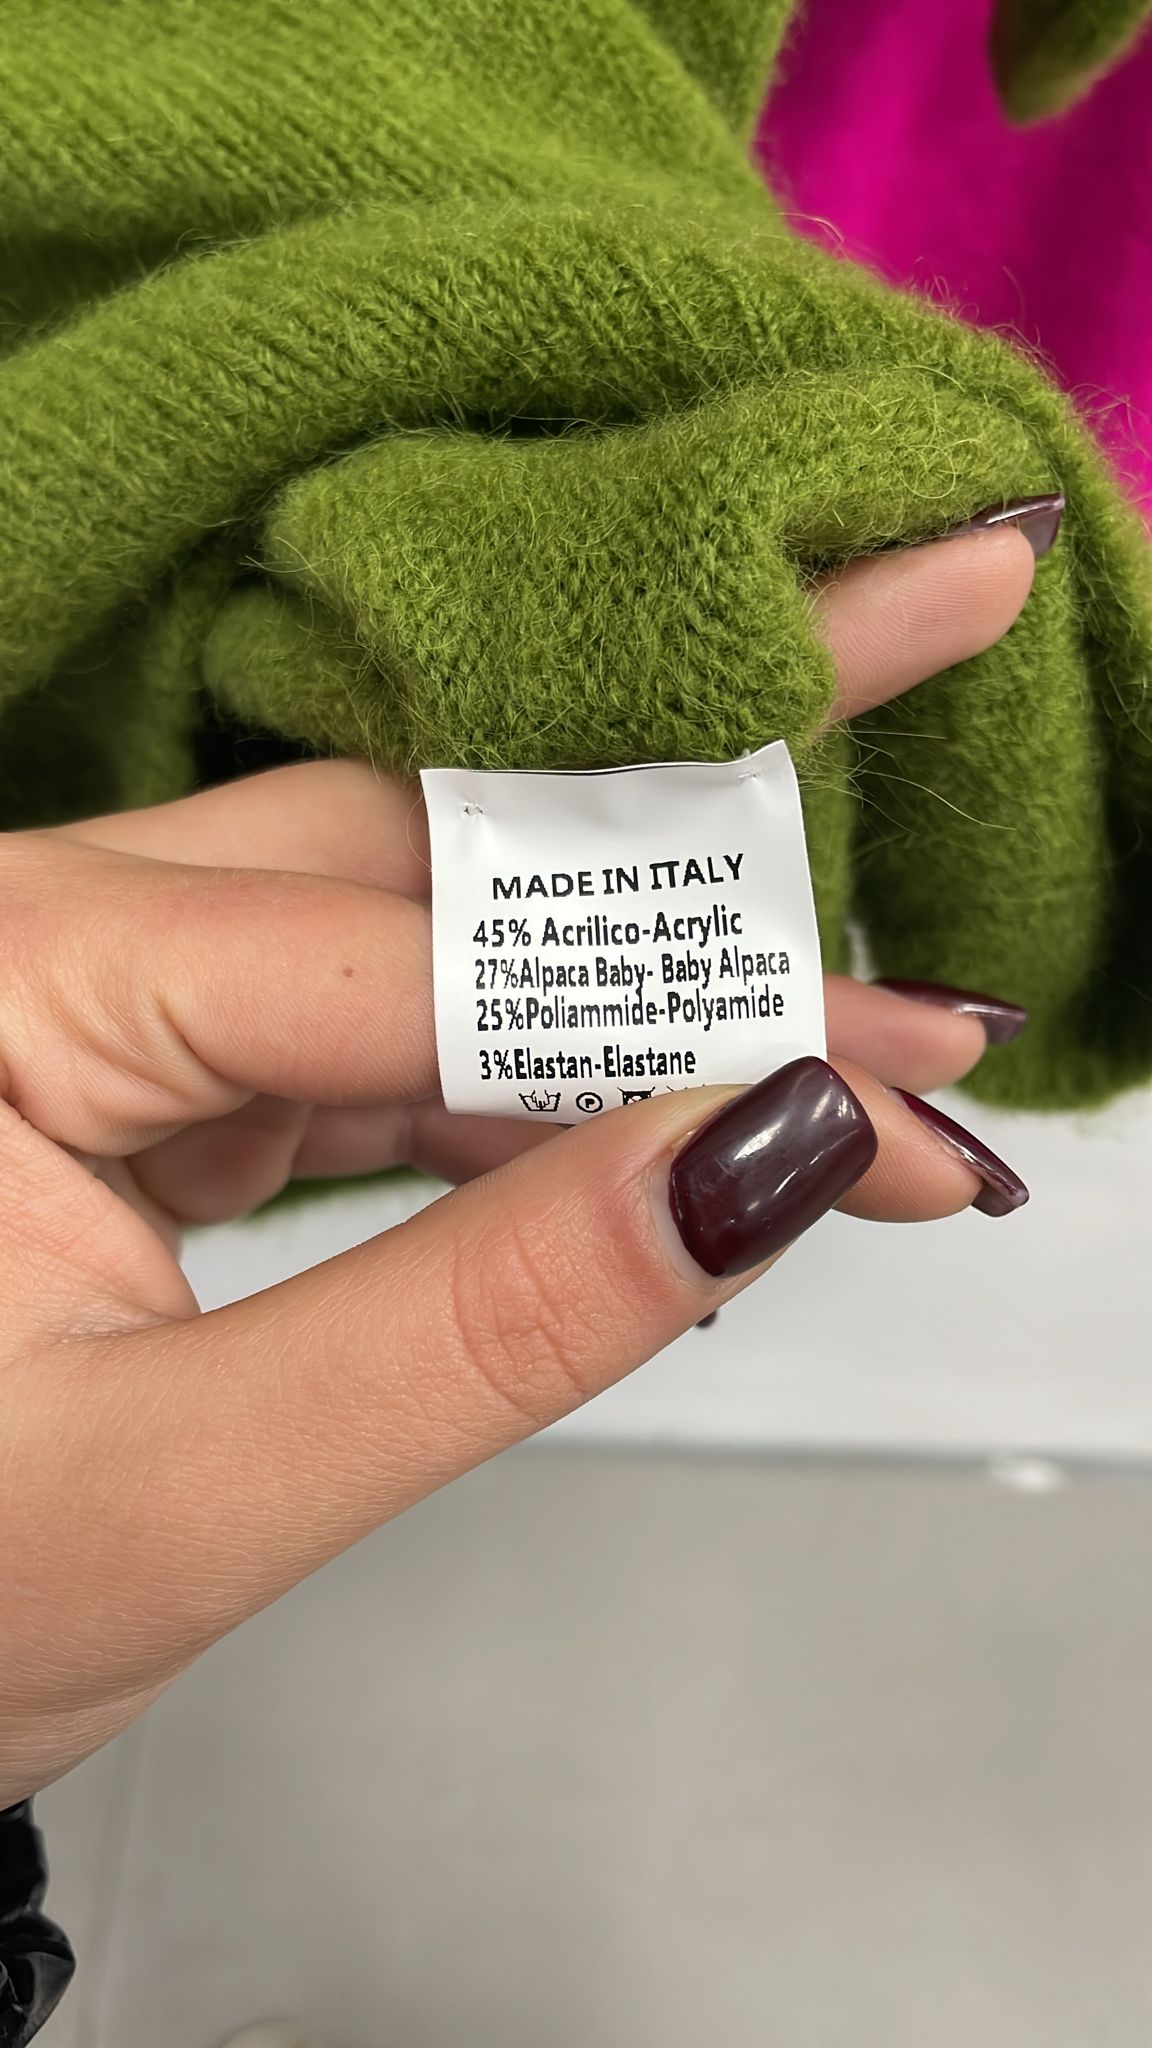 MADE IN ITALY
45% Acrilico-Acrylic
27%Alpaca Baby- Baby Alpaca
25%Poliammide-Polyamide
3%Elastan-Elastane
P